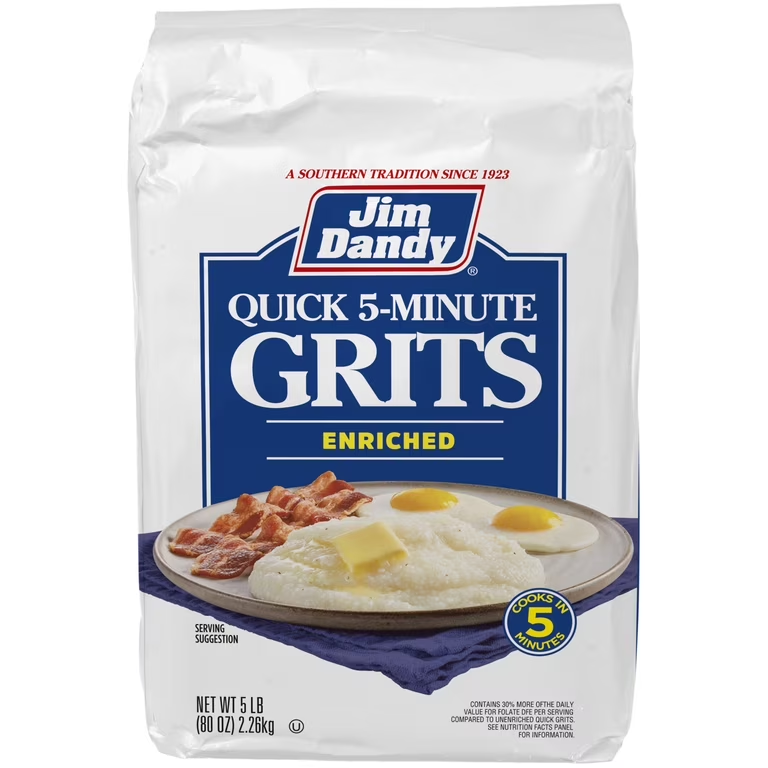 A SOUTHERN TRADITION SINCE 1923
Jim
Dandy®
QUICK 5-MINUTE
GRITS
ENRICHED
COOKS IN
5
MINUTES
SERVING
SUGGESTION
NET WT 5 LB
(80 OZ) 2.26kg Ⓤ
CONTAINS 30% MORE OFTHE DAILY
VALUE FOR FOLATE DFE PER SERVING
COMPARED TO UNENRICHED QUICK GRITS.
SEE NUTRITION FACTS PANEL
FOR INFORMATION.